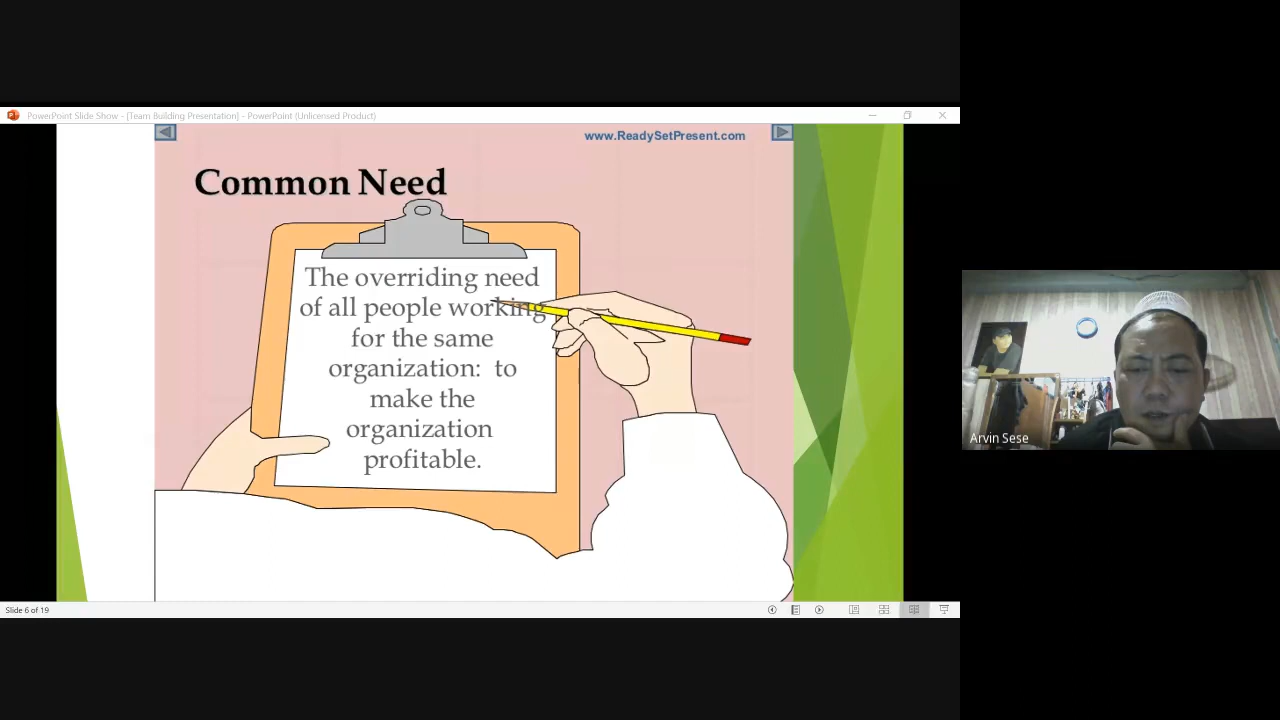 PowerPoint Slide Show - [Team Building Presentation] - PowerPoint (Unlicensed Product)
www.ReadySetPresent.com
Common Need
The overriding need
of all people working
for the same
organization: to
make the
organization
profitable.
Arvin Sese
Slide 6 of 19